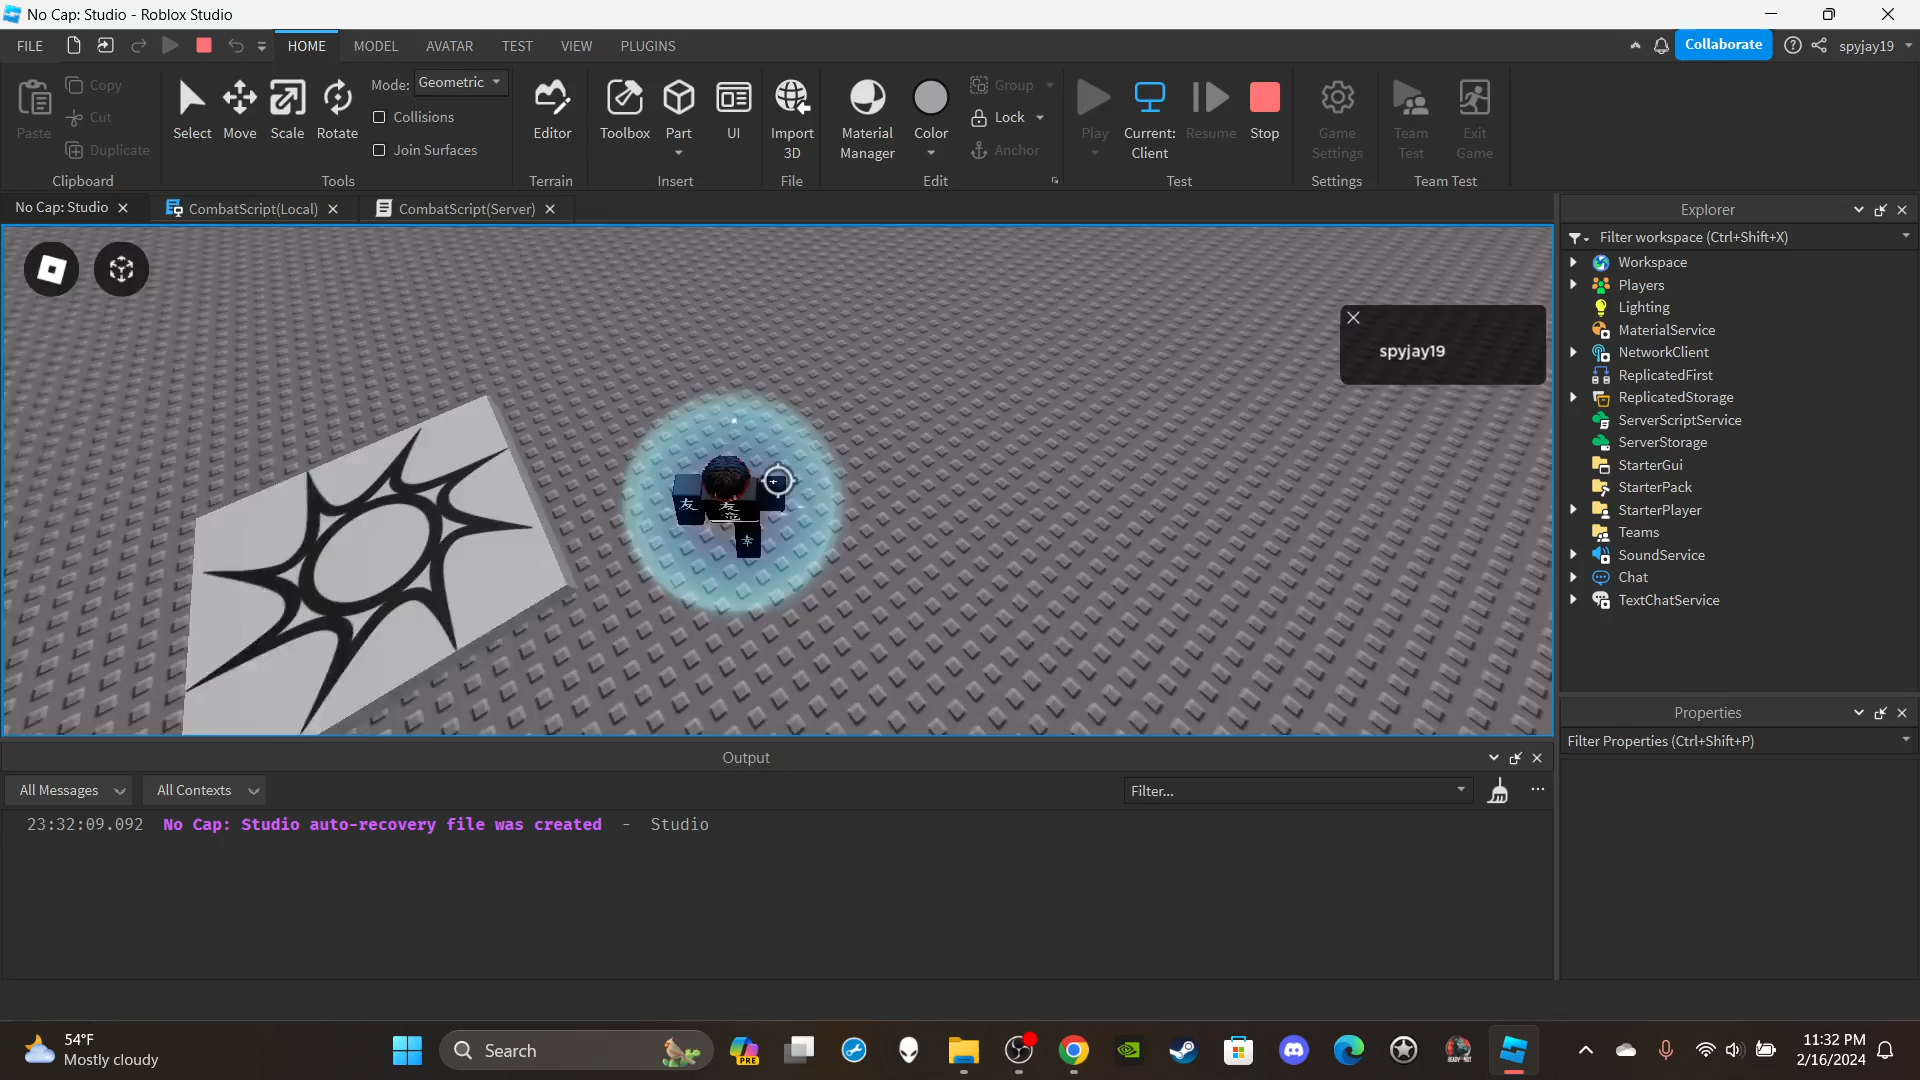 No Cap: Studio - Roblox Studio
FILE HOME MODEL AVATAR TEST VIEW PLUGINS Collaborate spyjay19
Paste
Copy
Cut
Duplicate
Clipboard
Select Move Scale Rotate
Mode: Geometric
Collisions
Join Surfaces
Tools
Editor
Terrain
Toolbox Part UI
Insert
Import
3D
File
Material
Manager
Color
Group
Lock
Anchor
Edit
Play
Current:
Client
Resume
Stop
Test
Game
Settings
Settings
Team
Test
Exit
Game
Team Test
No Cap: Studio CombatScript(Local) CombatScript(Server)
spyjay19
友
友
幸
Explorer
Filter workspace (Ctrl+Shift+X)
Workspace
Players
Lighting
MaterialService
NetworkClient
ReplicatedFirst
ReplicatedStorage
ServerScriptService
ServerStorage
StarterGui
StarterPack
StarterPlayer
Teams
SoundService
Chat
TextChatService
Properties
Filter Properties (Ctrl+Shift+P)
Output
All Messages All Contexts Filter...
23:32:09.092 No Cap: Studio auto-recovery file was created - Studio
54°F
Mostly cloudy
Search
PRE
11:32 PM
2/16/2024